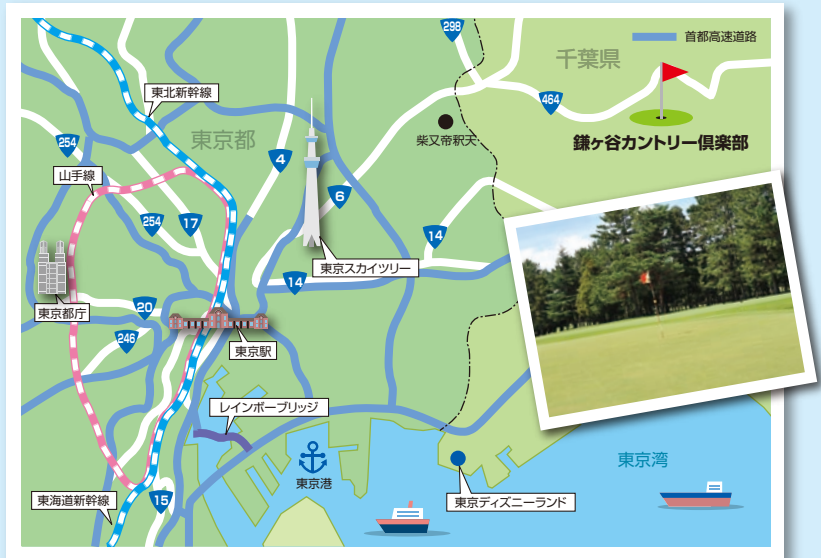 298
首都高速道路
千葉県
東北新幹線
464
東京都
柴又帝釈天
鎌ヶ谷カントリー倶楽部
254
4
山手線
6
254
17
14
東京スカイツリー
14
東京都庁
20
246
東京駅
レインボーブリッジ
東京湾
東京港
東海道新幹線
15
東京ディズニーランド